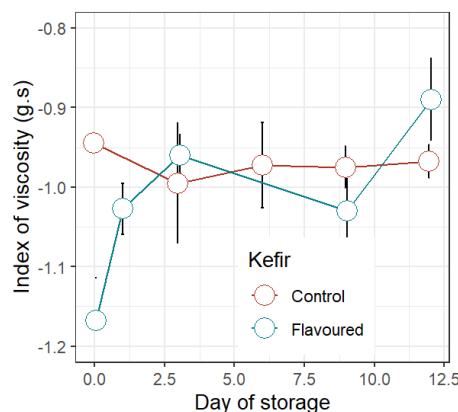 Index of viscosity (g.s)
-0.8
-0.9
-1.0
-1.1
-1.2
Kefir
Control
Flavoured
0.0 2.5 5.0 7.5 10.0 12.5
Day of storage